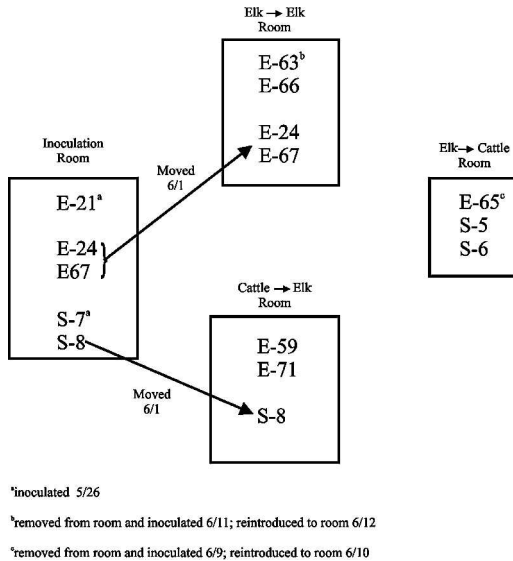 Elk → Elk
Room
E-63ᵇ
E-66
E-24
E-67
Inoculation
Room
E-21ᵃ
E-24
E67
S-7ᵃ
S-8
Moved
6/1
Elk → Cattle
Room
E-65ᶜ
S-5
S-6
Cattle → Elk
Room
E-59
E-71
S-8
Moved
6/1
ᵃinoculated 5/26
ᵇremoved from room and inoculated 6/11; reintroduced to room 6/12
ᶜremoved from room and inoculated 6/9; reintroduced to room 6/10